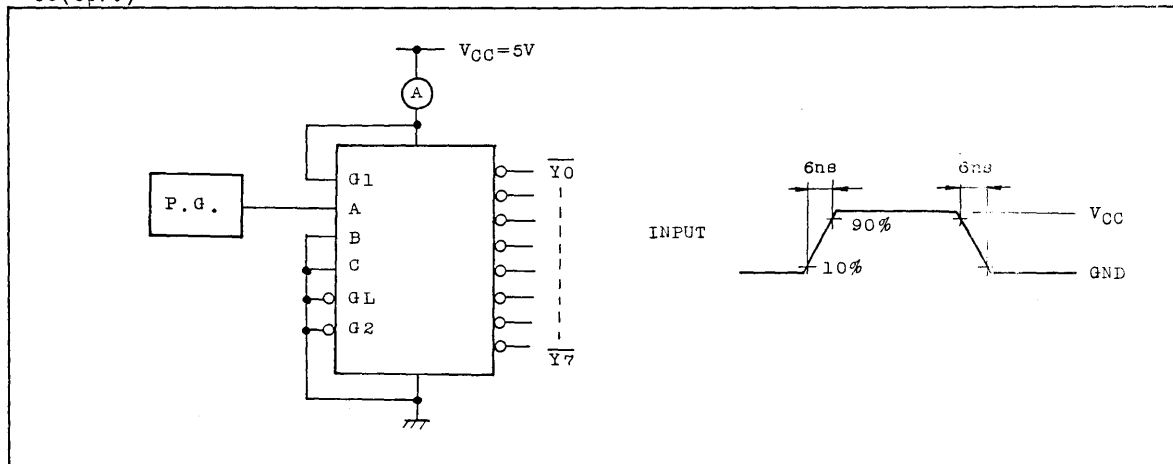 VCC=5V
A
G1
A
B
C
GL
G2
P.G.
Y0
Y7
INPUT
6ns
6ns
90%
10%
VCC
GND